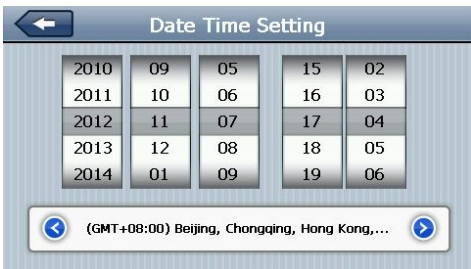 Date Time Setting
2010 09 05 15 02
2011 10 06 16 03
2012 11 07 17 04
2013 12 08 18 05
2014 01 09 19 06
(GMT+08:00) Beijing, Chongqing, Hong Kong,...